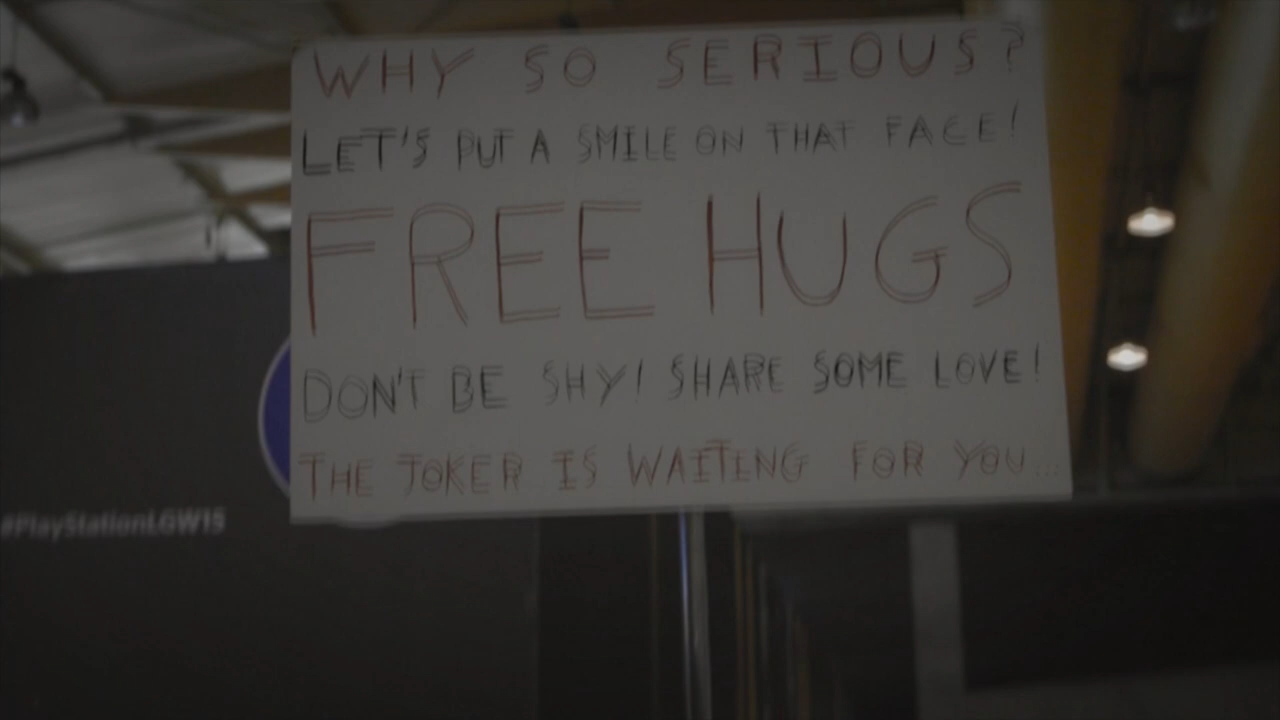 WHY SO SERIOUS?
LET'S PUT A SMILE ON THAT FACE!
FREE HUGS
DON'T BE SHY! SHARE SOME LOVE!
THE JOKER IS WAITING FOR YOU...
#PlayStationLGW15